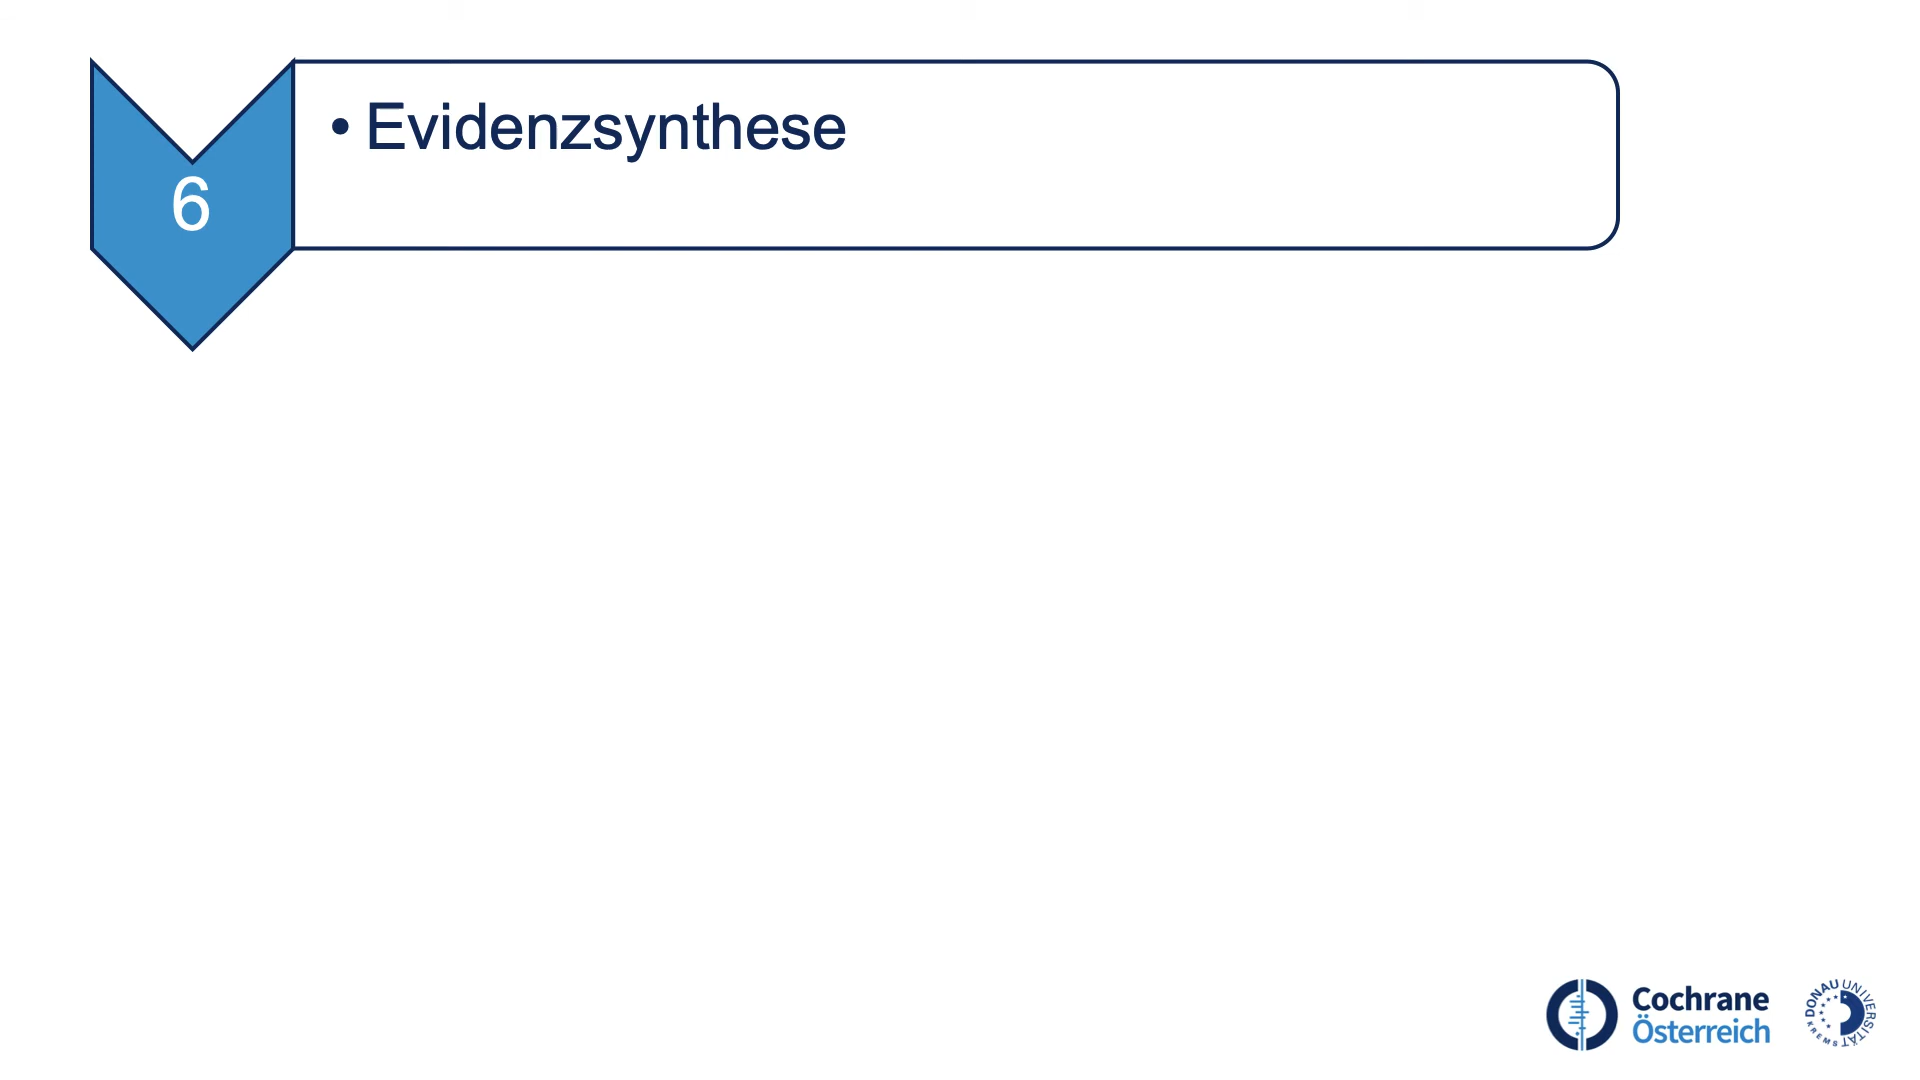 6
• Evidenzsynthese
Cochrane
Österreich
DONAU UNIVERSITÄT
KREMS